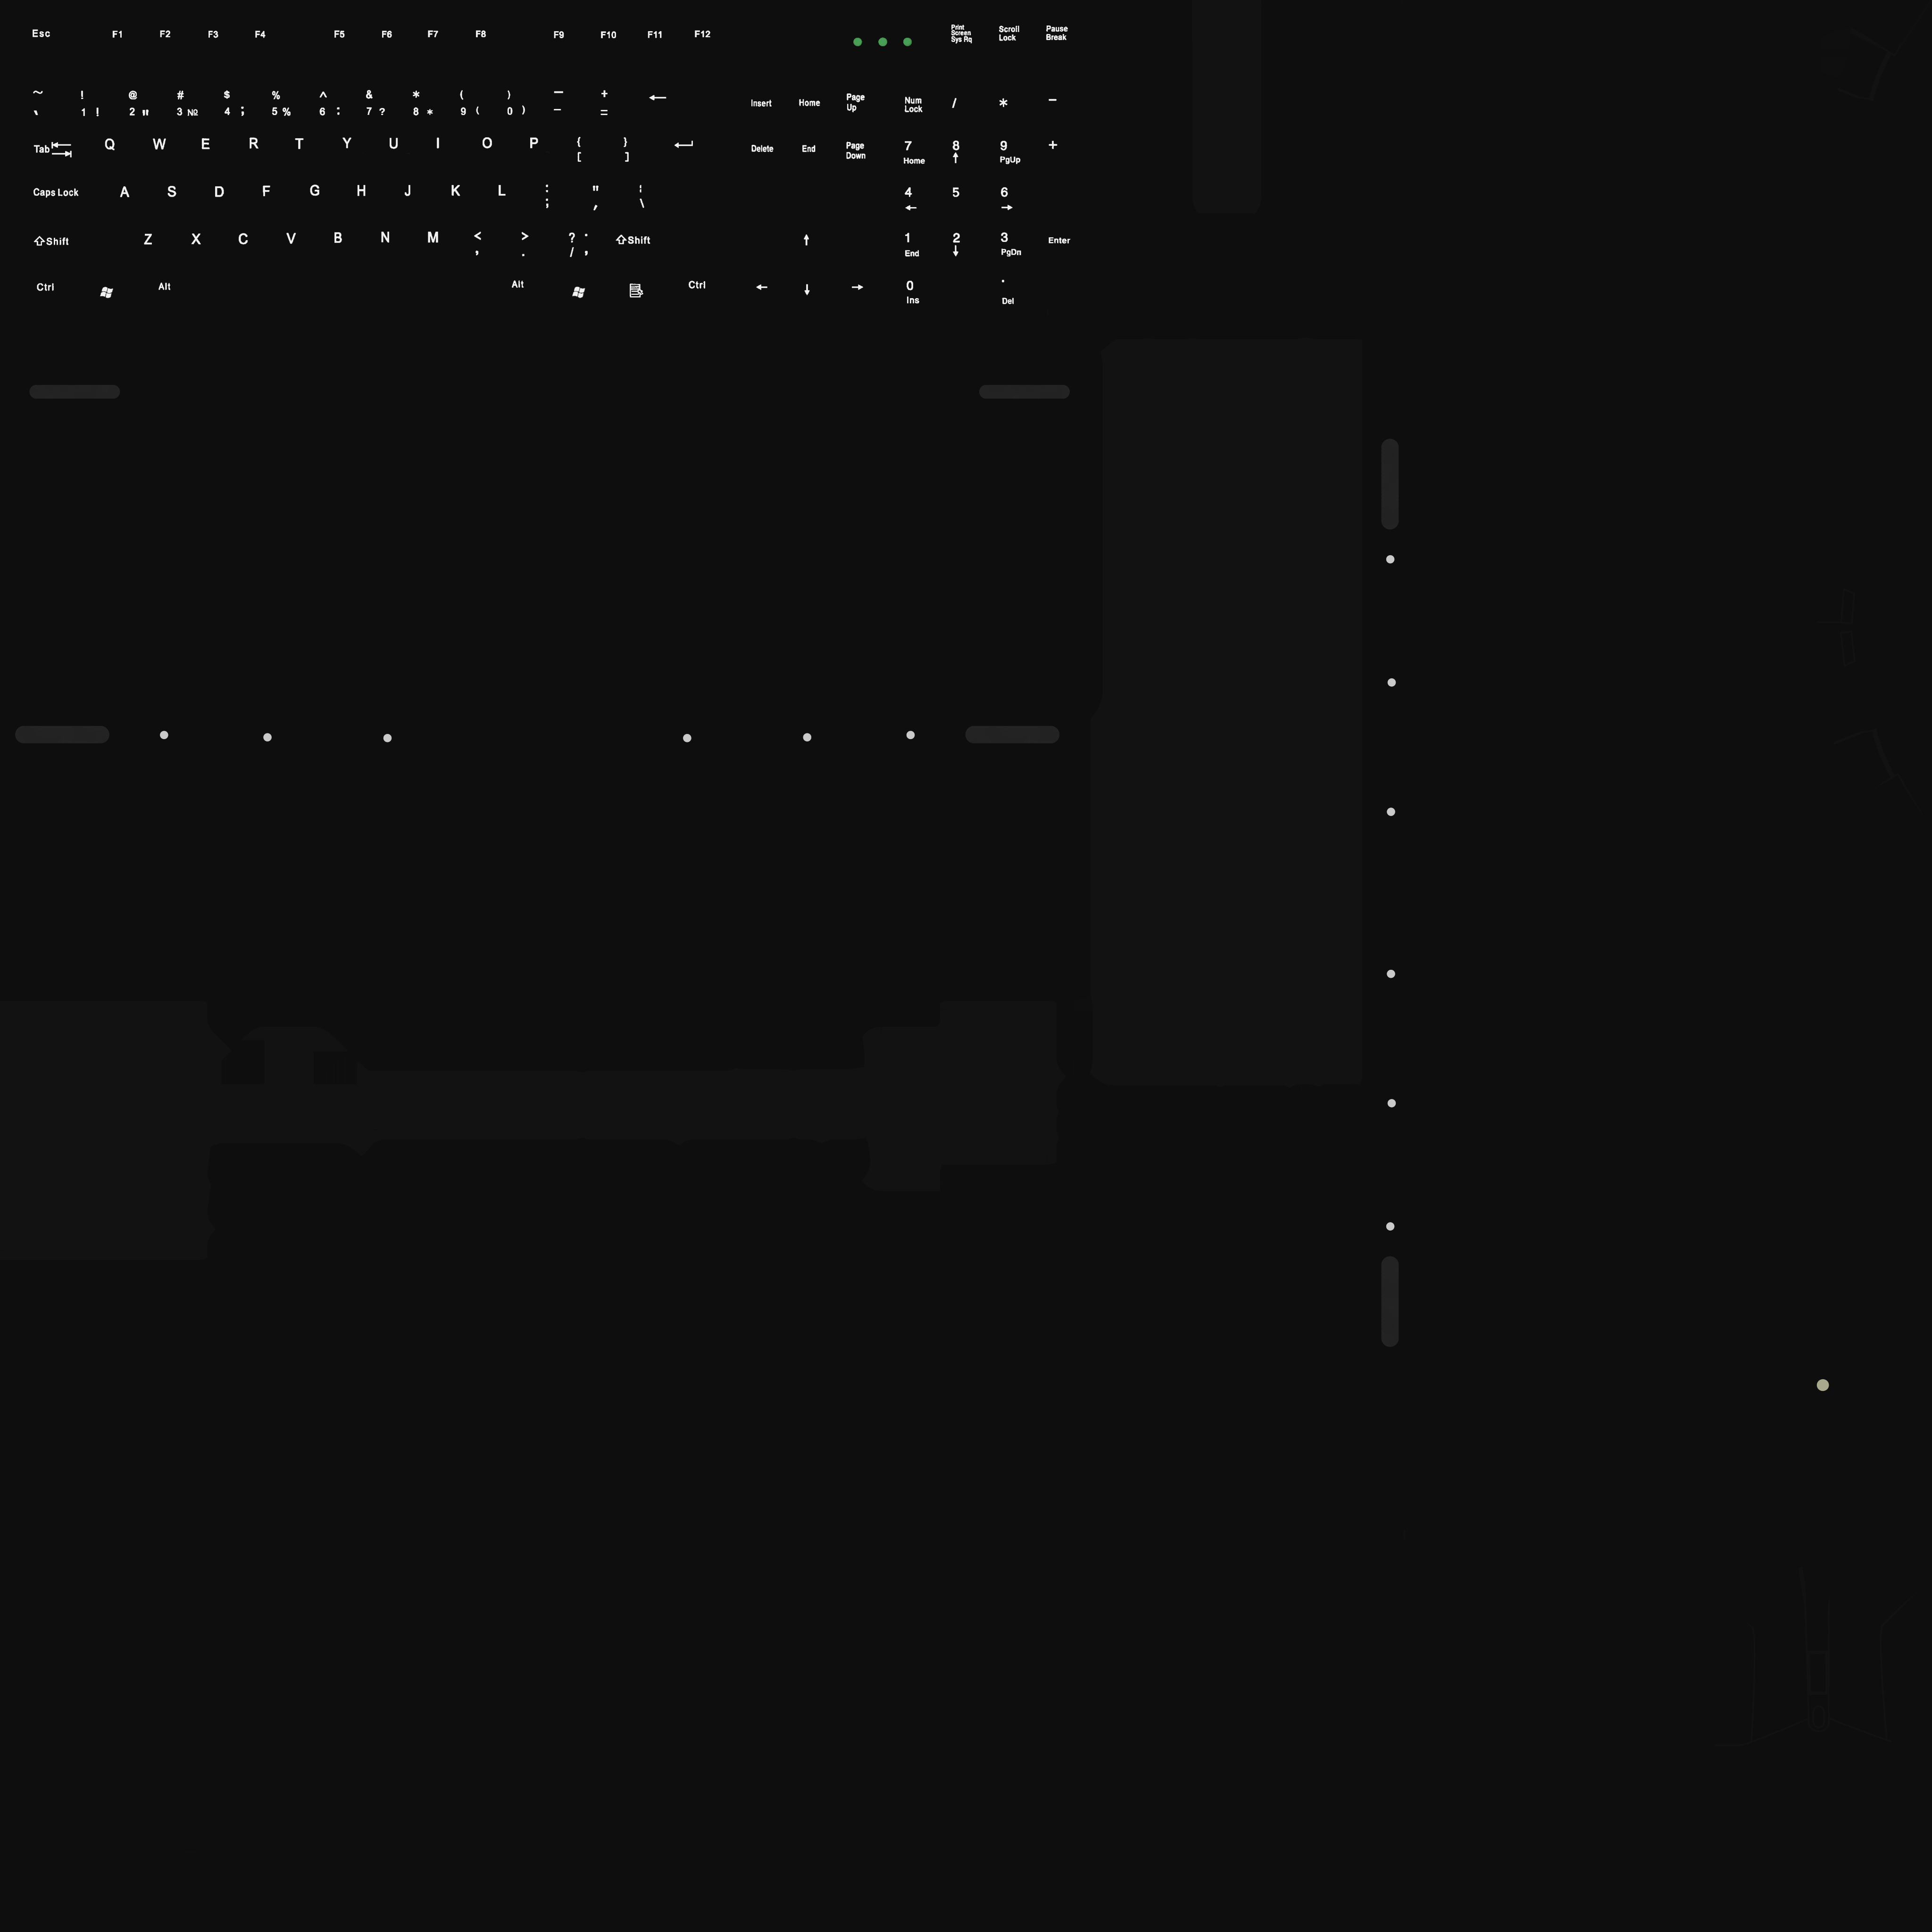 Esc F1 F2 F3 F4 F5 F6 F7 F8 F9 F10 F11 F12 Print Screen Sys Rq Scroll Lock Pause Break
~ ! @ # $ % ^ & * ( ) — + ←
` 1 ! 2 " 3 № 4 ; 5 % 6 : 7 ? 8 * 9 ( 0 ) – = Insert Home Page Up Num Lock / * −
Tab Q W E R T Y U I O P { } ↵ Delete End Page Down 7 8 9 +
[ ] Home ↑ PgUp
Caps Lock A S D F G H J K L : " ¦ 4 5 6
; , \ ← →
⇧Shift Z X C V B N M < > ? . ⇧Shift ↑ 1 2 3 Enter
, . / , End ↓ PgDn
Ctrl Alt Alt Ctrl ← ↓ → 0 .
Ins Del